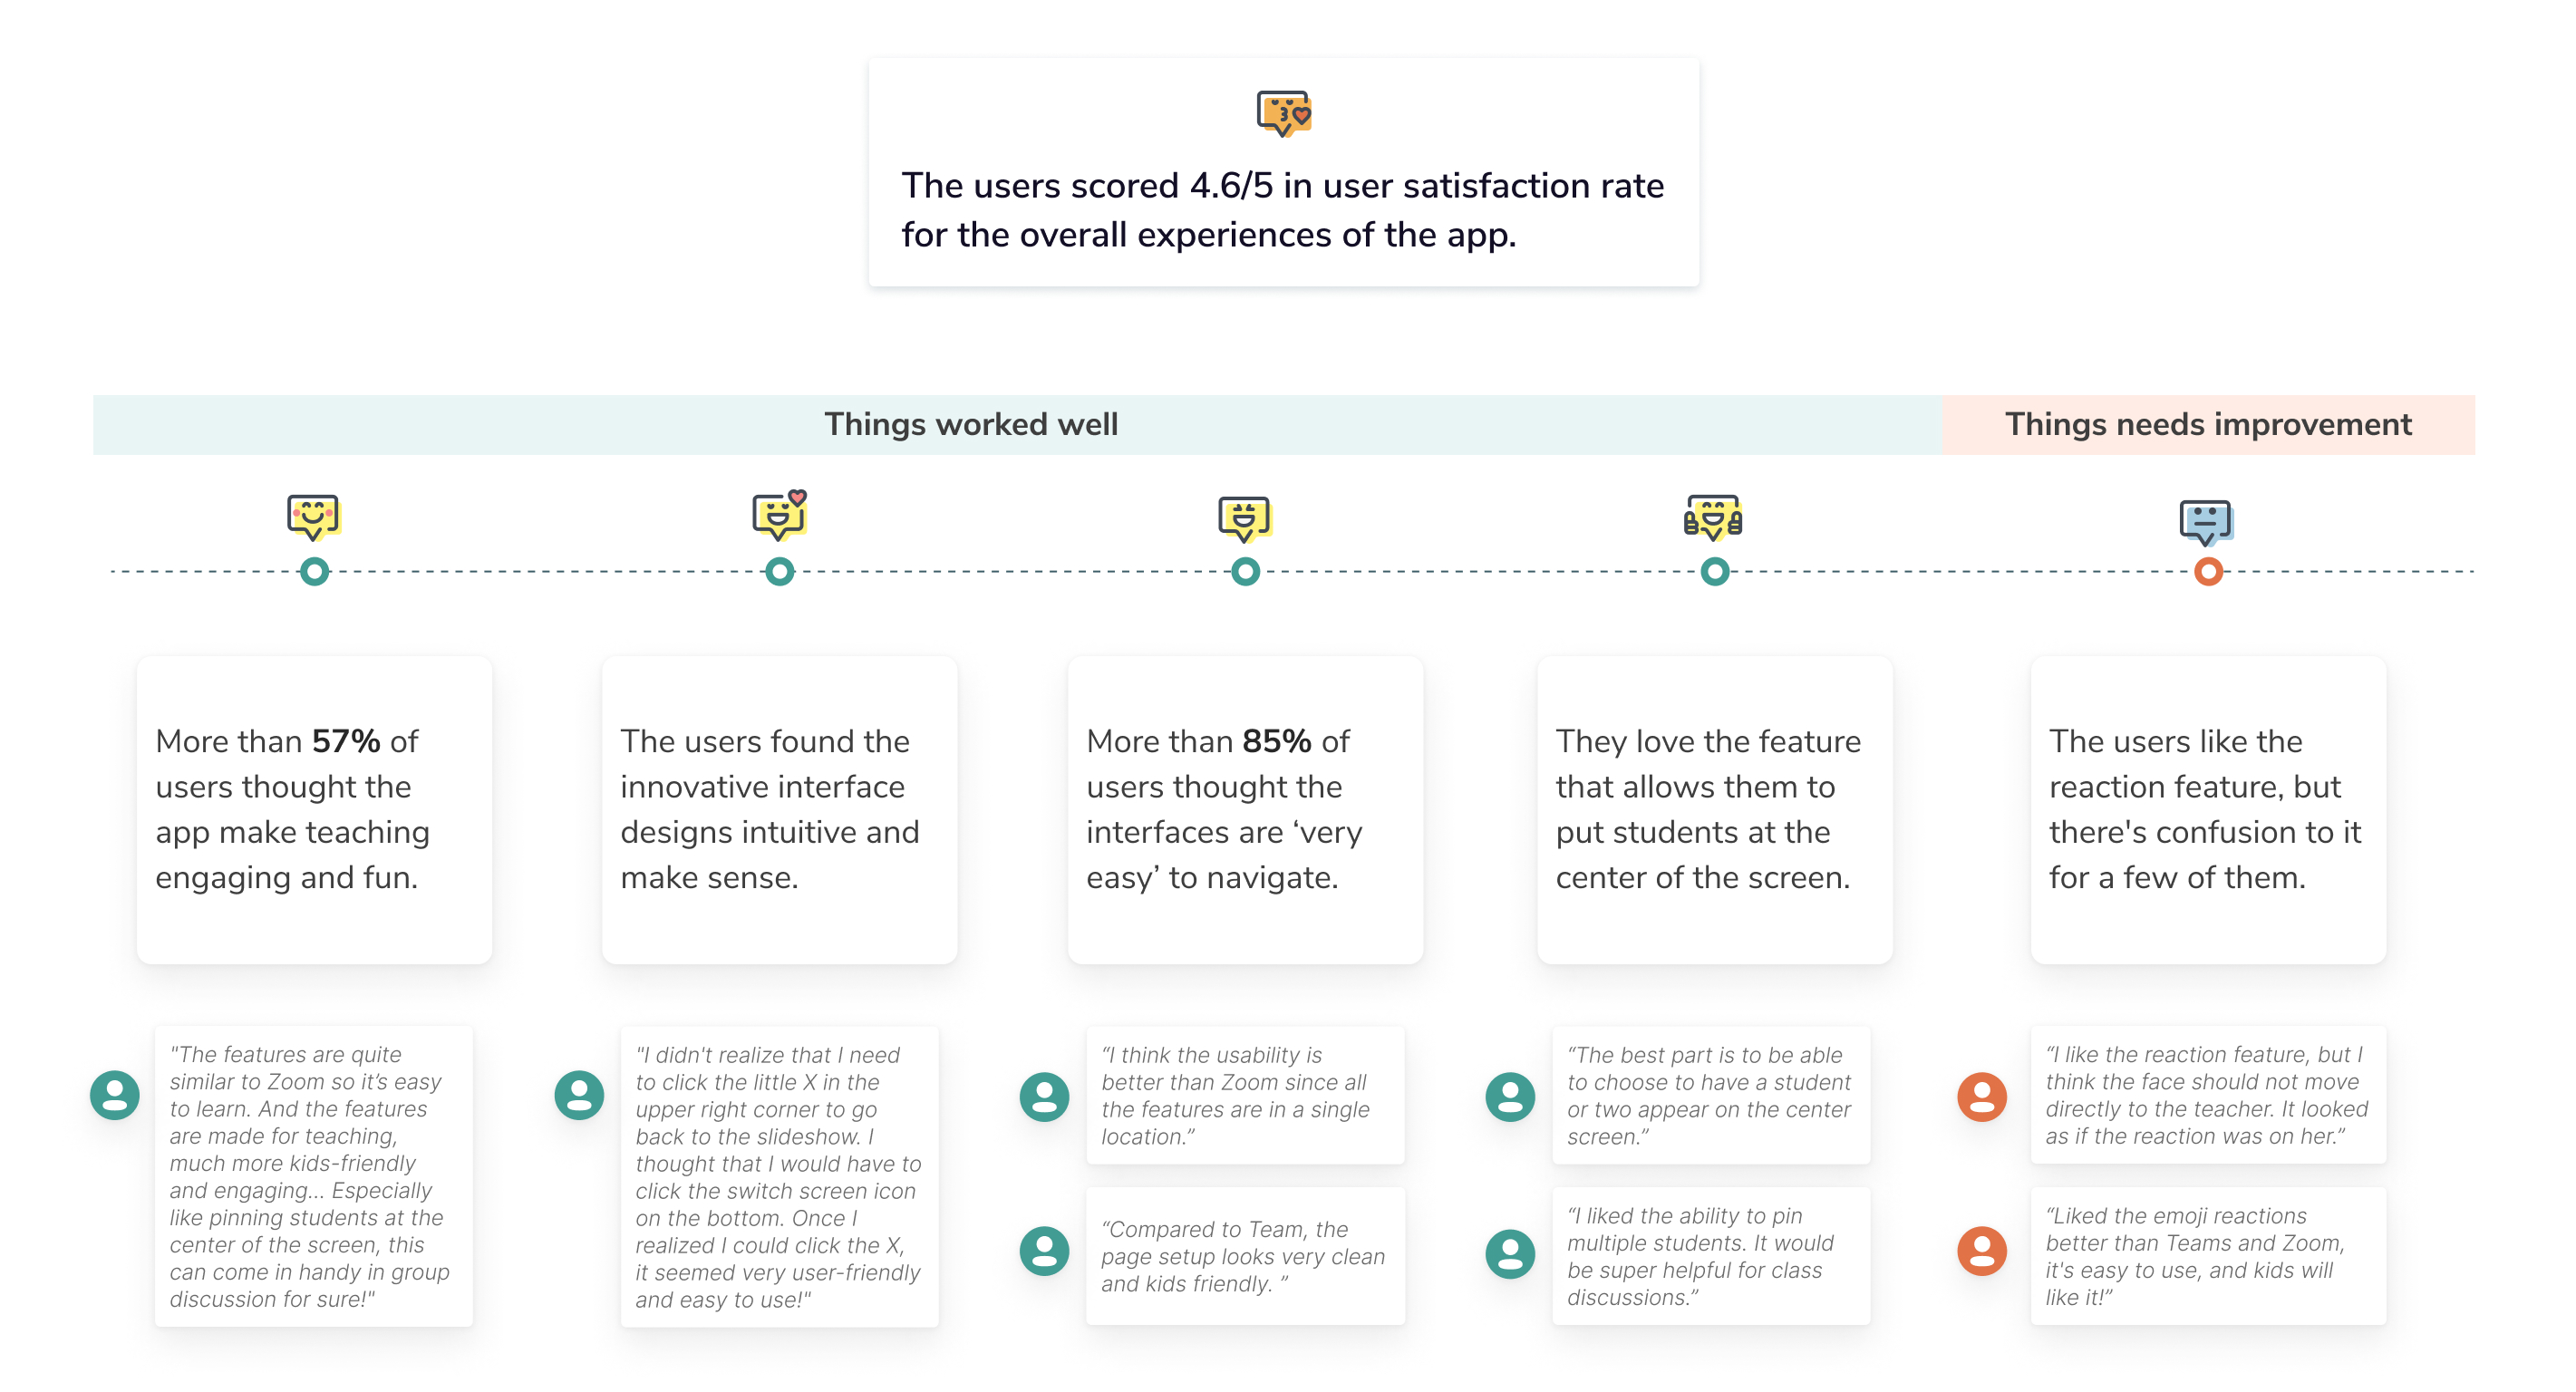 The users scored 4.6/5 in user satisfaction rate
for the overall experiences of the app.
Things worked well
Things needs improvement
More than 57% of
users thought the
app make teaching
engaging and fun.
The users found the
innovative interface
designs intuitive and
make sense.
More than 85% of
users thought the
interfaces are ‘very
easy’ to navigate.
They love the feature
that allows them to
put students at the
center of the screen.
The users like the
reaction feature, but
there's confusion to it
for a few of them.
"The features are quite
similar to Zoom so it’s easy
to learn. And the features
are made for teaching,
much more kids-friendly
and engaging... Especially
like pinning students at the
center of the screen, this
can come in handy in group
discussion for sure!"
"I didn't realize that I need
to click the little X in the
upper right corner to go
back to the slideshow. I
thought that I would have to
click the switch screen icon
on the bottom. Once I
realized I could click the X,
it seemed very user-friendly
and easy to use!"
“I think the usability is
better than Zoom since all
the features are in a single
location.”
“Compared to Team, the
page setup looks very clean
and kids friendly. ”
“The best part is to be able
to choose to have a student
or two appear on the center
screen.”
“I liked the ability to pin
multiple students. It would
be super helpful for class
discussions.”
“I like the reaction feature, but I
think the face should not move
directly to the teacher. It looked
as if the reaction was on her.”
“Liked the emoji reactions
better than Teams and Zoom,
it's easy to use, and kids will
like it!”